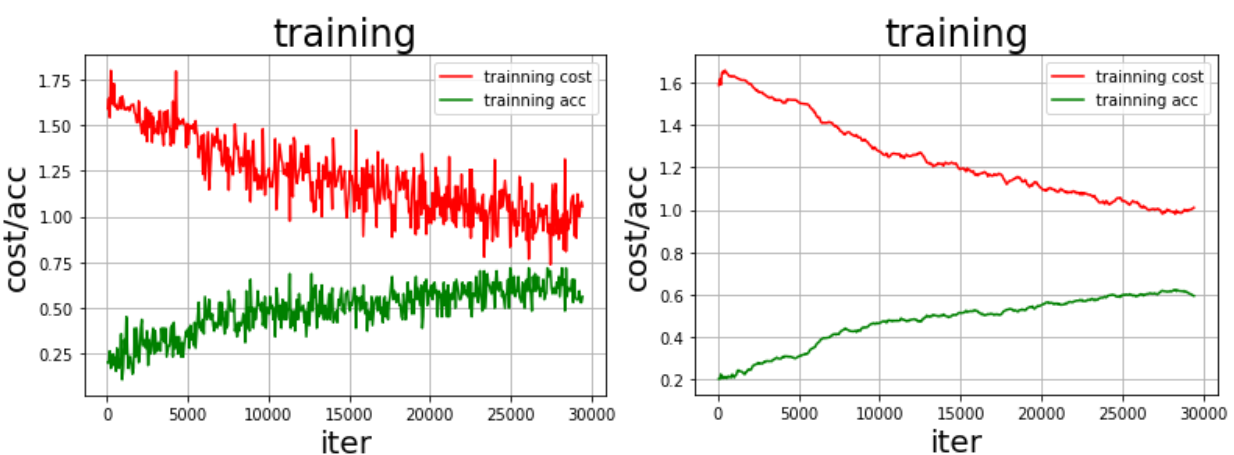 training
cost/acc
1.75
1.50
1.25
1.00
0.75
0.50
0.25
trainning cost
trainning acc
0 5000 10000 15000 20000 25000 30000
iter
training
cost/acc
1.6
1.4
1.2
1.0
0.8
0.6
0.4
0.2
trainning cost
trainning acc
0 5000 10000 15000 20000 25000 30000
iter